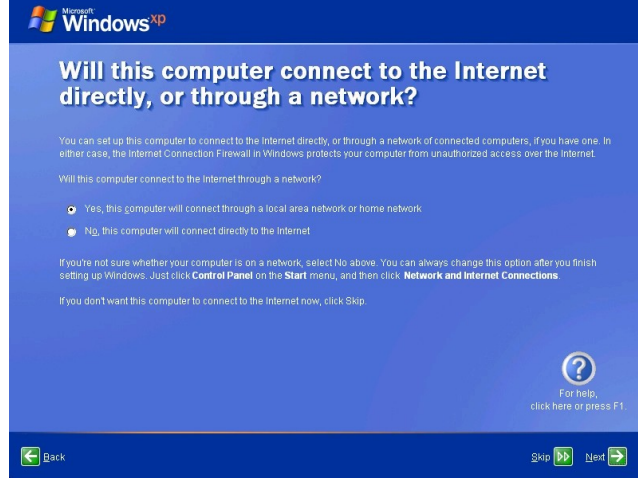 Microsoft
Windows xp
Will this computer connect to the Internet
directly, or through a network?
You can set up this computer to connect to the Internet directly, or through a network of connected computers, if you have one. In
either case, the Internet Connection Firewall in Windows protects your computer from unauthorized access over the Internet.
Will this computer connect to the Internet through a network?
Yes, this computer will connect through a local area network or home network
No, this computer will connect directly to the Internet
If you're not sure whether your computer is on a network, select No above. You can always change this option after you finish
setting up Windows. Just click Control Panel on the Start menu, and then click Network and Internet Connections.
If you don't want this computer to connect to the Internet now, click Skip.
For help,
click here or press F1.
Back
Skip
Next